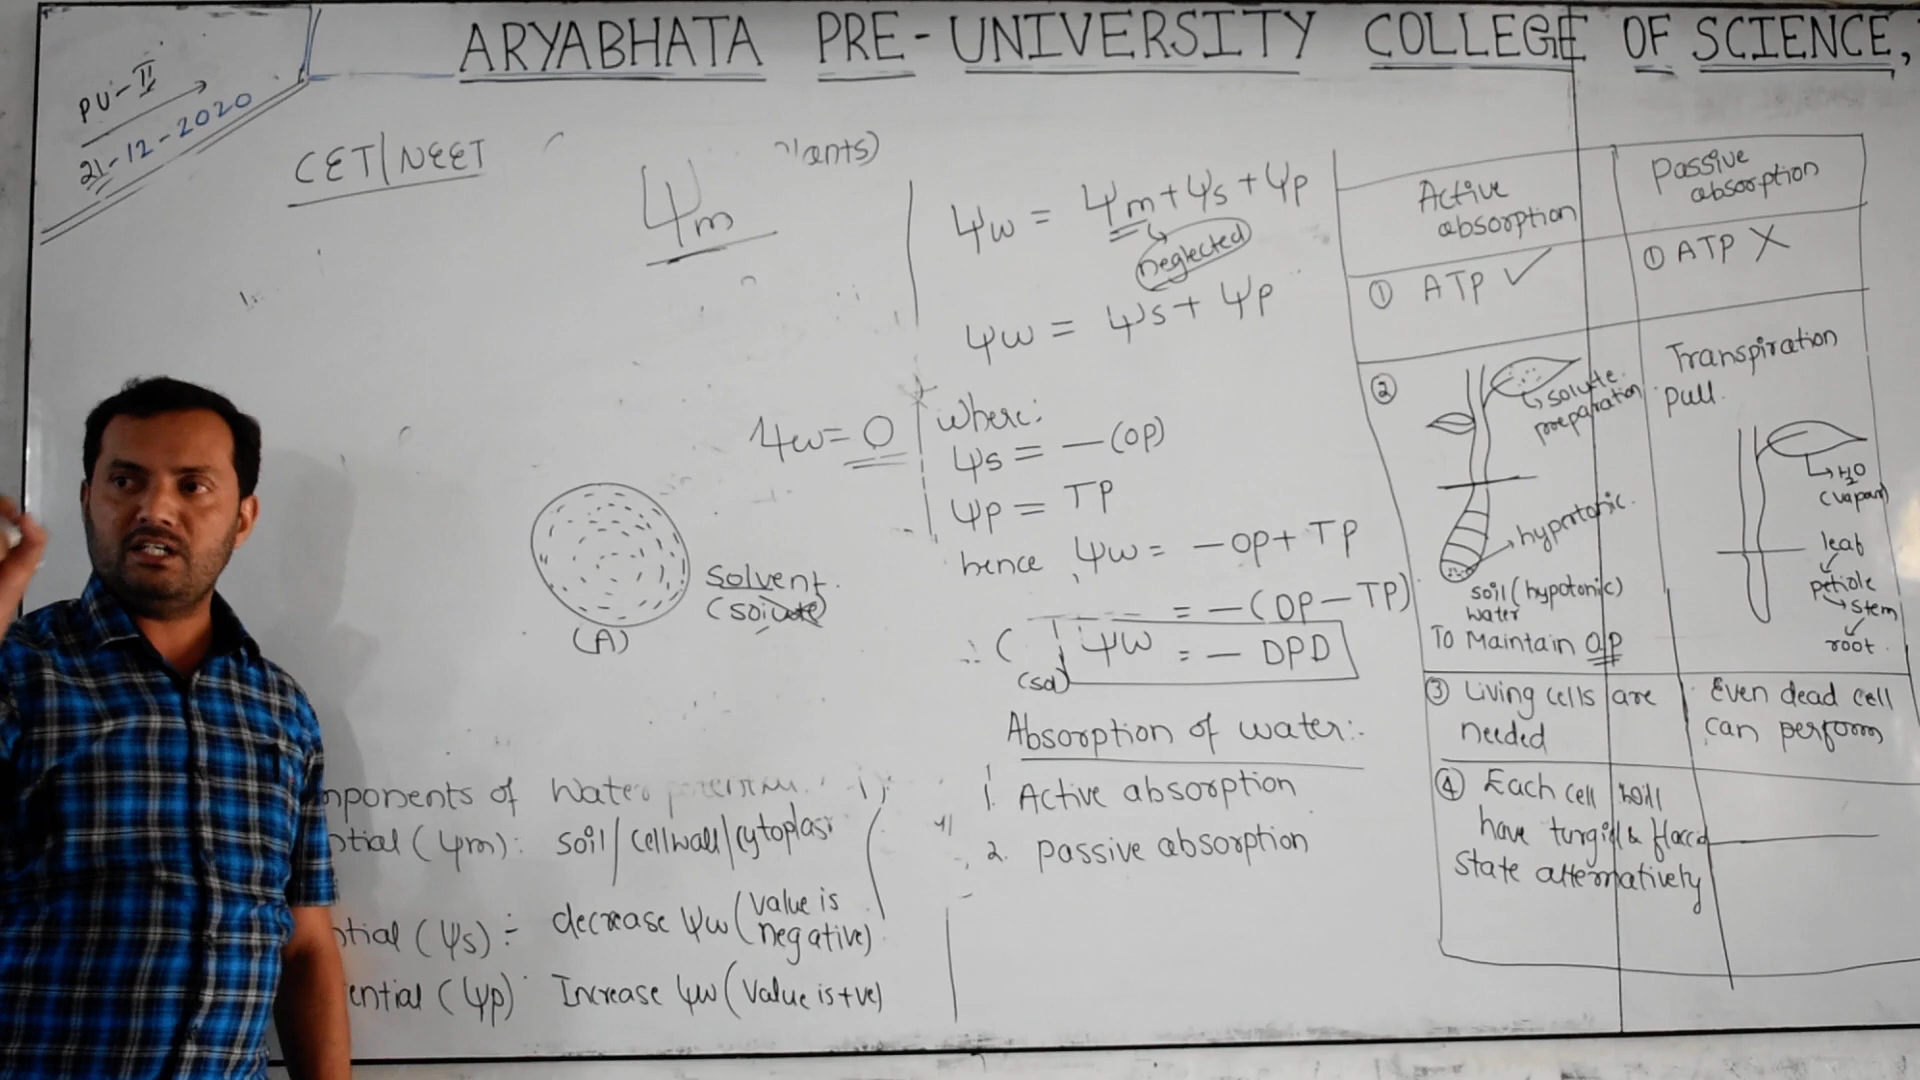 ARYABHATA PRE-UNIVERSITY COLLEGE OF SCIENCE,
PU-II
21-12-2020
CET/NEET
lants)
Ψm
Ψw = 0
Solvent.
(A)
mponents of Water
ntial (Ψm): soil/cellwall/cytoplas
ntial (Ψs) :- decrease Ψw (value is negative)
ential (Ψp) Increase Ψw (value is +ve)
Ψw = Ψm + Ψs + Ψp
neglected
Ψw = Ψs + Ψp
where:
Ψs = -(OP)
Ψp = TP
hence, Ψw = -OP + TP
= -(OP - TP)
∴ Ψw = - DPD
Absorption of water:-
1. Active absorption
2. Passive absorption
Active absorption
① ATP ✓
②
solute preparation
hypertonic.
soil (hypotonic)
water
To Maintain OP
③ Living cells are
needed
④ Each cell will
have turgid & flaccid
state alternatively
Passive absorption
① ATP X
Transpiration
pull.
H2O
(vapour)
leaf
petiole
stem
root.
Even dead cell
can perform